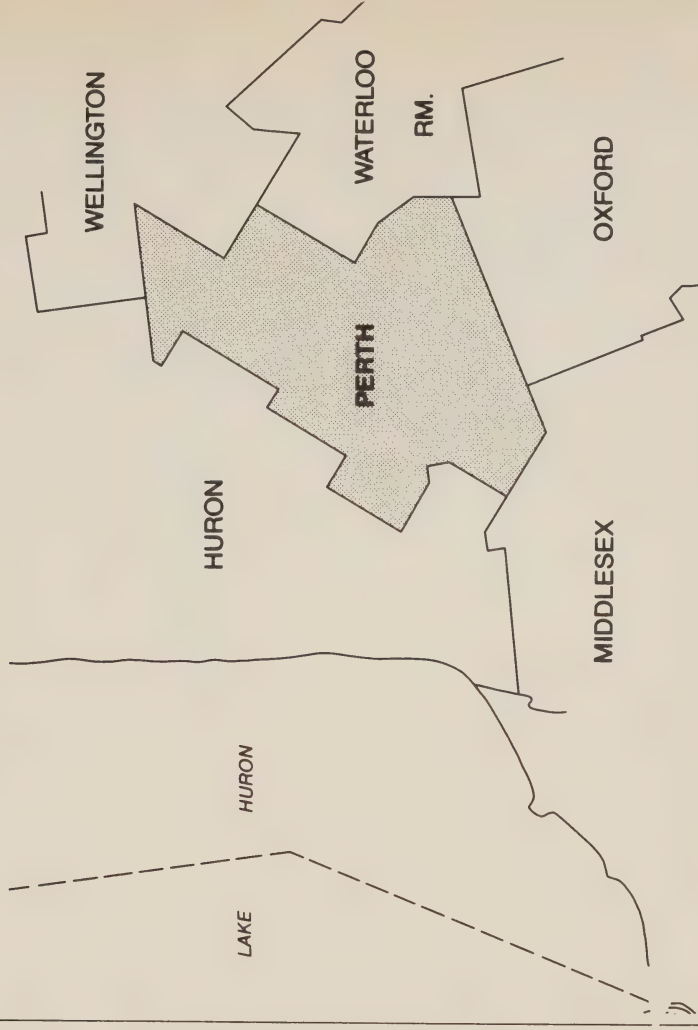 WELLINGTON
WATERLOO
RM.
PERTH
HURON
OXFORD
MIDDLESEX
LAKE HURON